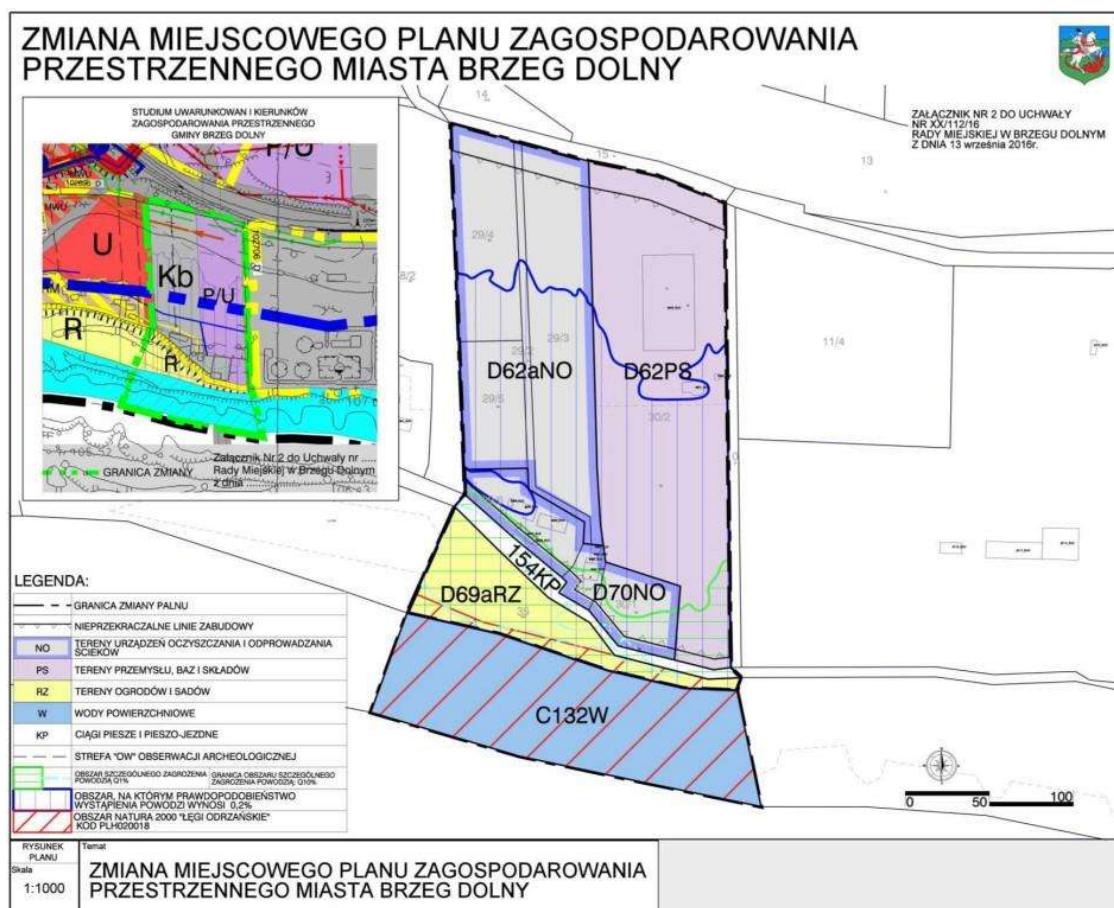 ZMIANA MIEJSCOWEGO PLANU ZAGOSPODAROWANIA
PRZESTRZENNEGO MIASTA BRZEG DOLNY
ZAŁĄCZNIK NR 2 DO UCHWAŁY
NR XX/112/16
RADY MIEJSKIEJ W BRZEGU DOLNYM
Z DNIA 13 września 2016r.
STUDIUM UWARUNKOWAN I KIERUNKÓW
ZAGOSPODAROWANIA PRZESTRZENNEGO
GMINY BRZEG DOLNY
P/U
MWU
U
Kb
P/U
102706 D
R
R
GRANICA ZMIANY
Załącznik Nr 2 do Uchwały nr .....
Rady Miejskiej w Brzegu Dolnym
z dnia ...................
14
15
13
29/4
8/2
11/4
29/3
29/2
D62aNO
D62PS
29/5
30/2
154KP
D69aRZ
D70NO
30/1
C132W
0 50 100
LEGENDA:
GRANICA ZMIANY PALNU
NIEPRZEKRACZALNE LINIE ZABUDOWY
NO TERENY URZĄDZEŃ OCZYSZCZANIA I ODPROWADZANIA
ŚCIEKÓW
PS TERENY PRZEMYSŁU, BAZ I SKŁADÓW
RZ TERENY OGRODÓW I SADÓW
W WODY POWIERZCHNIOWE
KP CIĄGI PIESZE I PIESZO-JEZDNE
STREFA "OW" OBSERWACJI ARCHEOLOGICZNEJ
OBSZAR SZCZEGÓLNEGO ZAGROŻENIA
POWODZIĄ Q1%
GRANICA OBSZARU SZCZEGÓLNEGO
ZAGROŻENIA POWODZIĄ; Q10%
OBSZAR, NA KTÓRYM PRAWDOPODOBIEŃSTWO
WYSTĄPIENIA POWODZI WYNOSI 0,2%
OBSZAR NATURA 2000 "ŁĘGI ODRZAŃSKIE"
KOD PLH020018
RYSUNEK
PLANU
Skala
1:1000
Temat
ZMIANA MIEJSCOWEGO PLANU ZAGOSPODAROWANIA
PRZESTRZENNEGO MIASTA BRZEG DOLNY